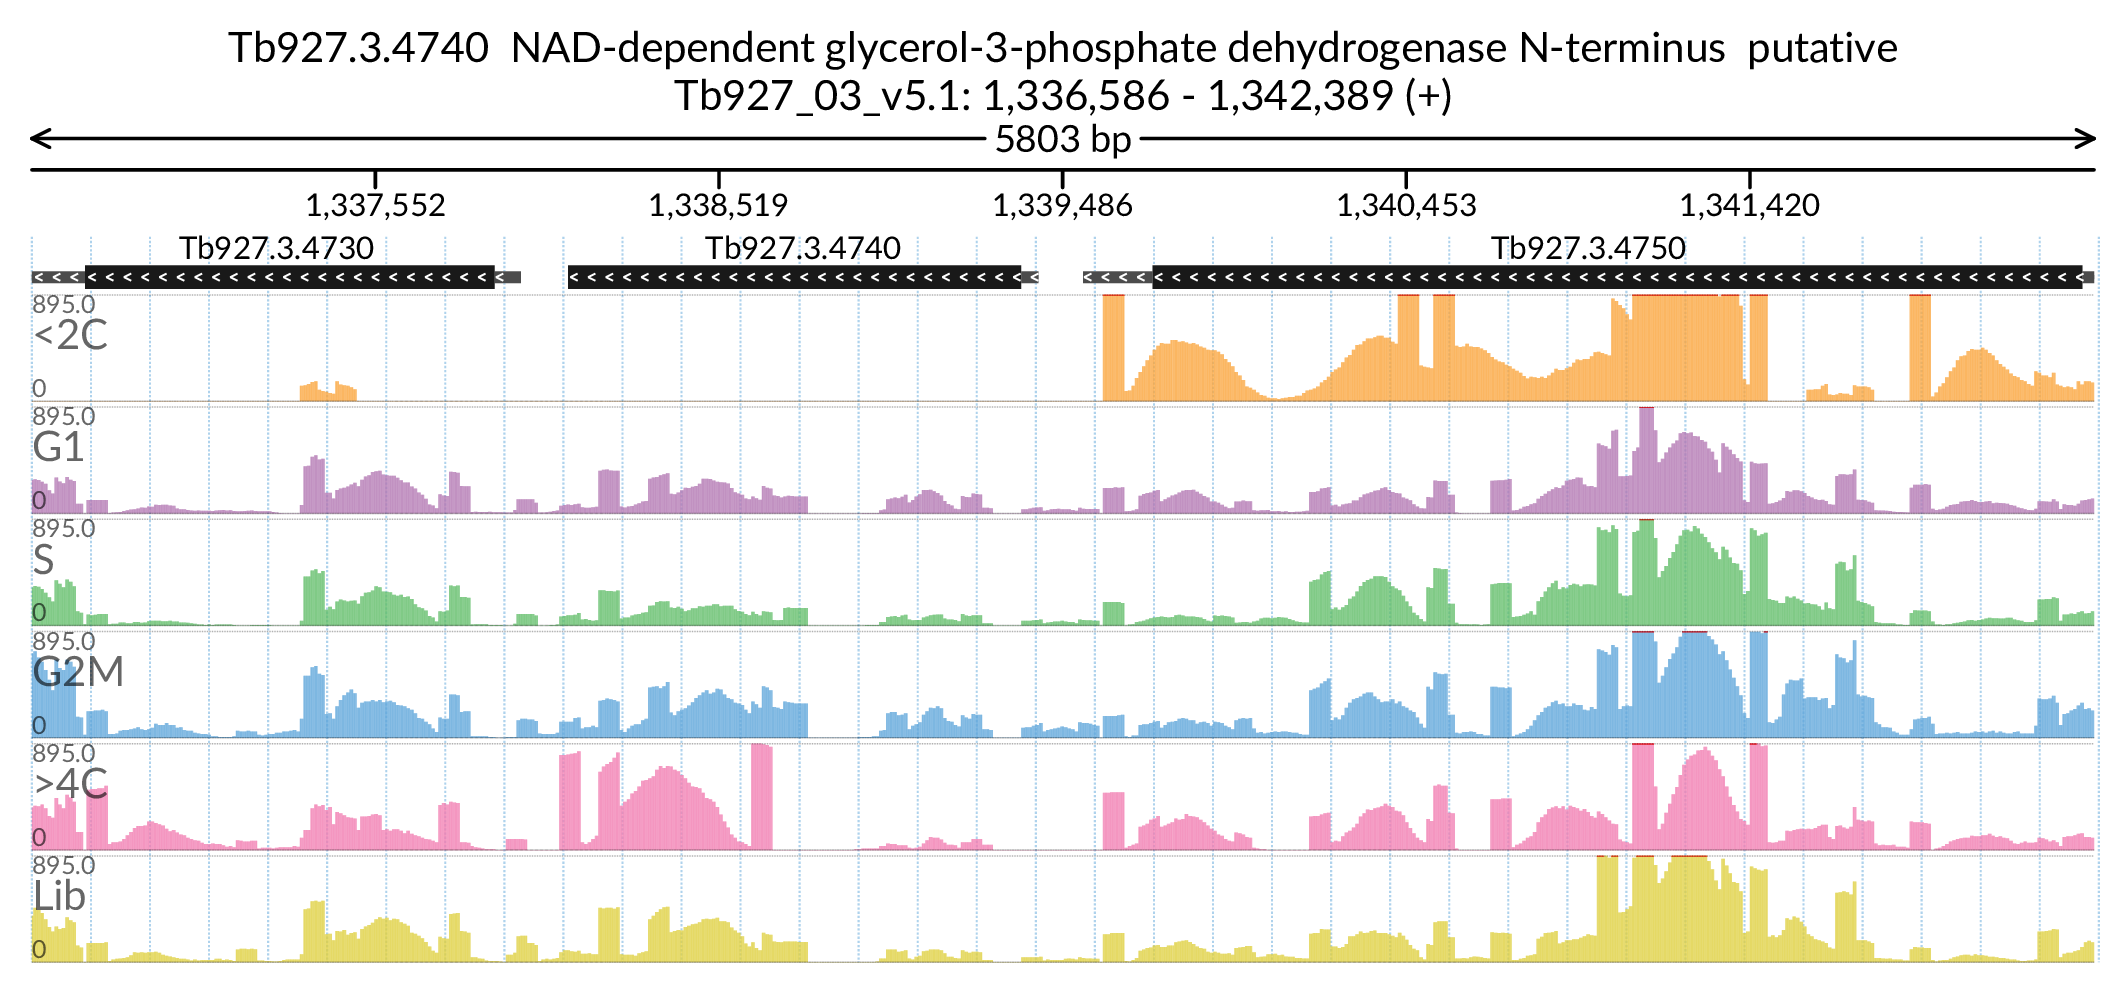 Tb927.3.4740  NAD-dependent glycerol-3-phosphate dehydrogenase N-terminus  putative
Tb927_03_v5.1: 1,336,586 - 1,342,389 (+)
5803 bp
1,337,552 1,338,519 1,339,486 1,340,453 1,341,420
Tb927.3.4730 Tb927.3.4740 Tb927.3.4750
895.0
<2C
0
895.0
G1
0
895.0
S
0
895.0
G2M
0
895.0
>4C
0
895.0
Lib
0